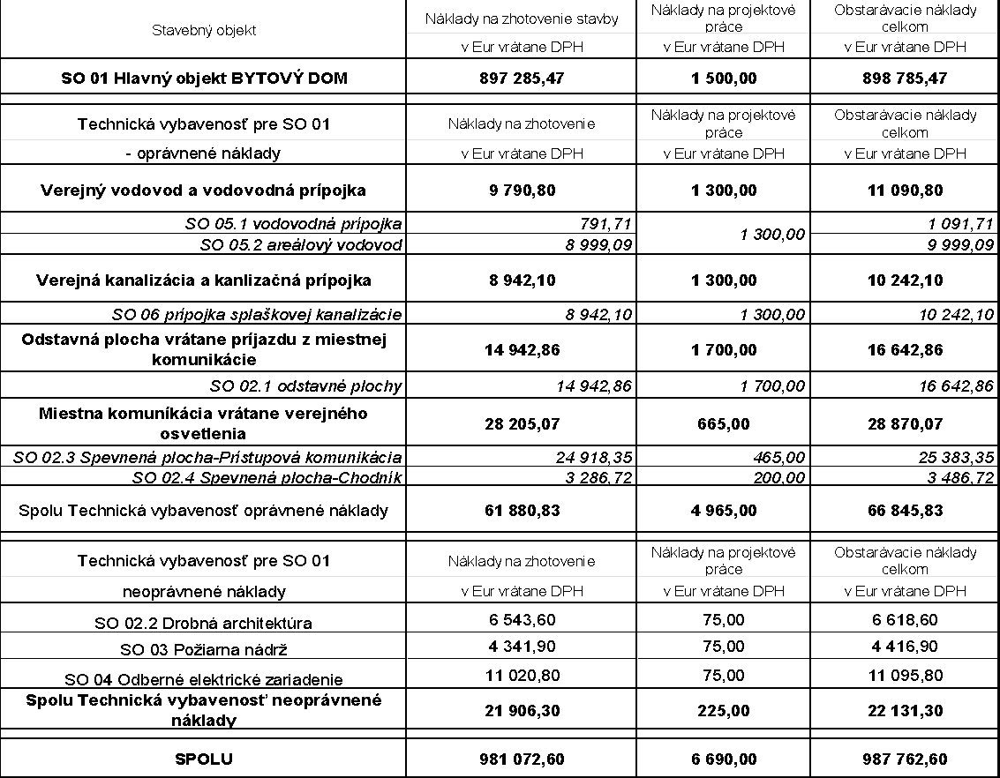 Stavebný objekt
Náklady na zhotovenie stavby
Náklady na projektové
práce
Obstarávacie náklady
celkom
v Eur vrátane DPH
v Eur vrátane DPH
v Eur vrátane DPH
SO 01 Hlavný objekt BYTOVÝ DOM 897 285,47 1 500,00 898 785,47
Technická vybavenosť pre SO 01
Náklady na zhotovenie
Náklady na projektové
práce
Obstarávacie náklady
celkom
- oprávnené náklady v Eur vrátane DPH v Eur vrátane DPH v Eur vrátane DPH
Verejný vodovod a vodovodná prípojka 9 790,80 1 300,00 11 090,80
SO 05.1 vodovodná prípojka 791,71 1 300,00 1 091,71
SO 05.2 areálový vodovod 8 999,09 9 999,09
Verejná kanalizácia a kanlizačná prípojka 8 942,10 1 300,00 10 242,10
SO 06 prípojka splaškovej kanalizácie 8 942,10 1 300,00 10 242,10
Odstavná plocha vrátane príjazdu z miestnej
komunikácie
14 942,86 1 700,00 16 642,86
SO 02.1 odstavné plochy 14 942,86 1 700,00 16 642,86
Miestna komuníkácia vrátane verejného
osvetlenia
28 205,07 665,00 28 870,07
SO 02.3 Spevnená plocha-Prístupová komunikácia 24 918,35 465,00 25 383,35
SO 02.4 Spevnená plocha-Chodník 3 286,72 200,00 3 486,72
Spolu Technická vybavenosť oprávnené náklady 61 880,83 4 965,00 66 845,83
Technická vybavenosť pre SO 01
Náklady na zhotovenie
Náklady na projektové
práce
Obstarávacie náklady
celkom
neoprávnené náklady v Eur vrátane DPH v Eur vrátane DPH v Eur vrátane DPH
SO 02.2 Drobná architektúra 6 543,60 75,00 6 618,60
SO 03 Požiarna nádrž 4 341,90 75,00 4 416,90
SO 04 Odberné elektrické zariadenie 11 020,80 75,00 11 095,80
Spolu Technická vybavenosť neoprávnené
náklady
21 906,30 225,00 22 131,30
SPOLU 981 072,60 6 690,00 987 762,60